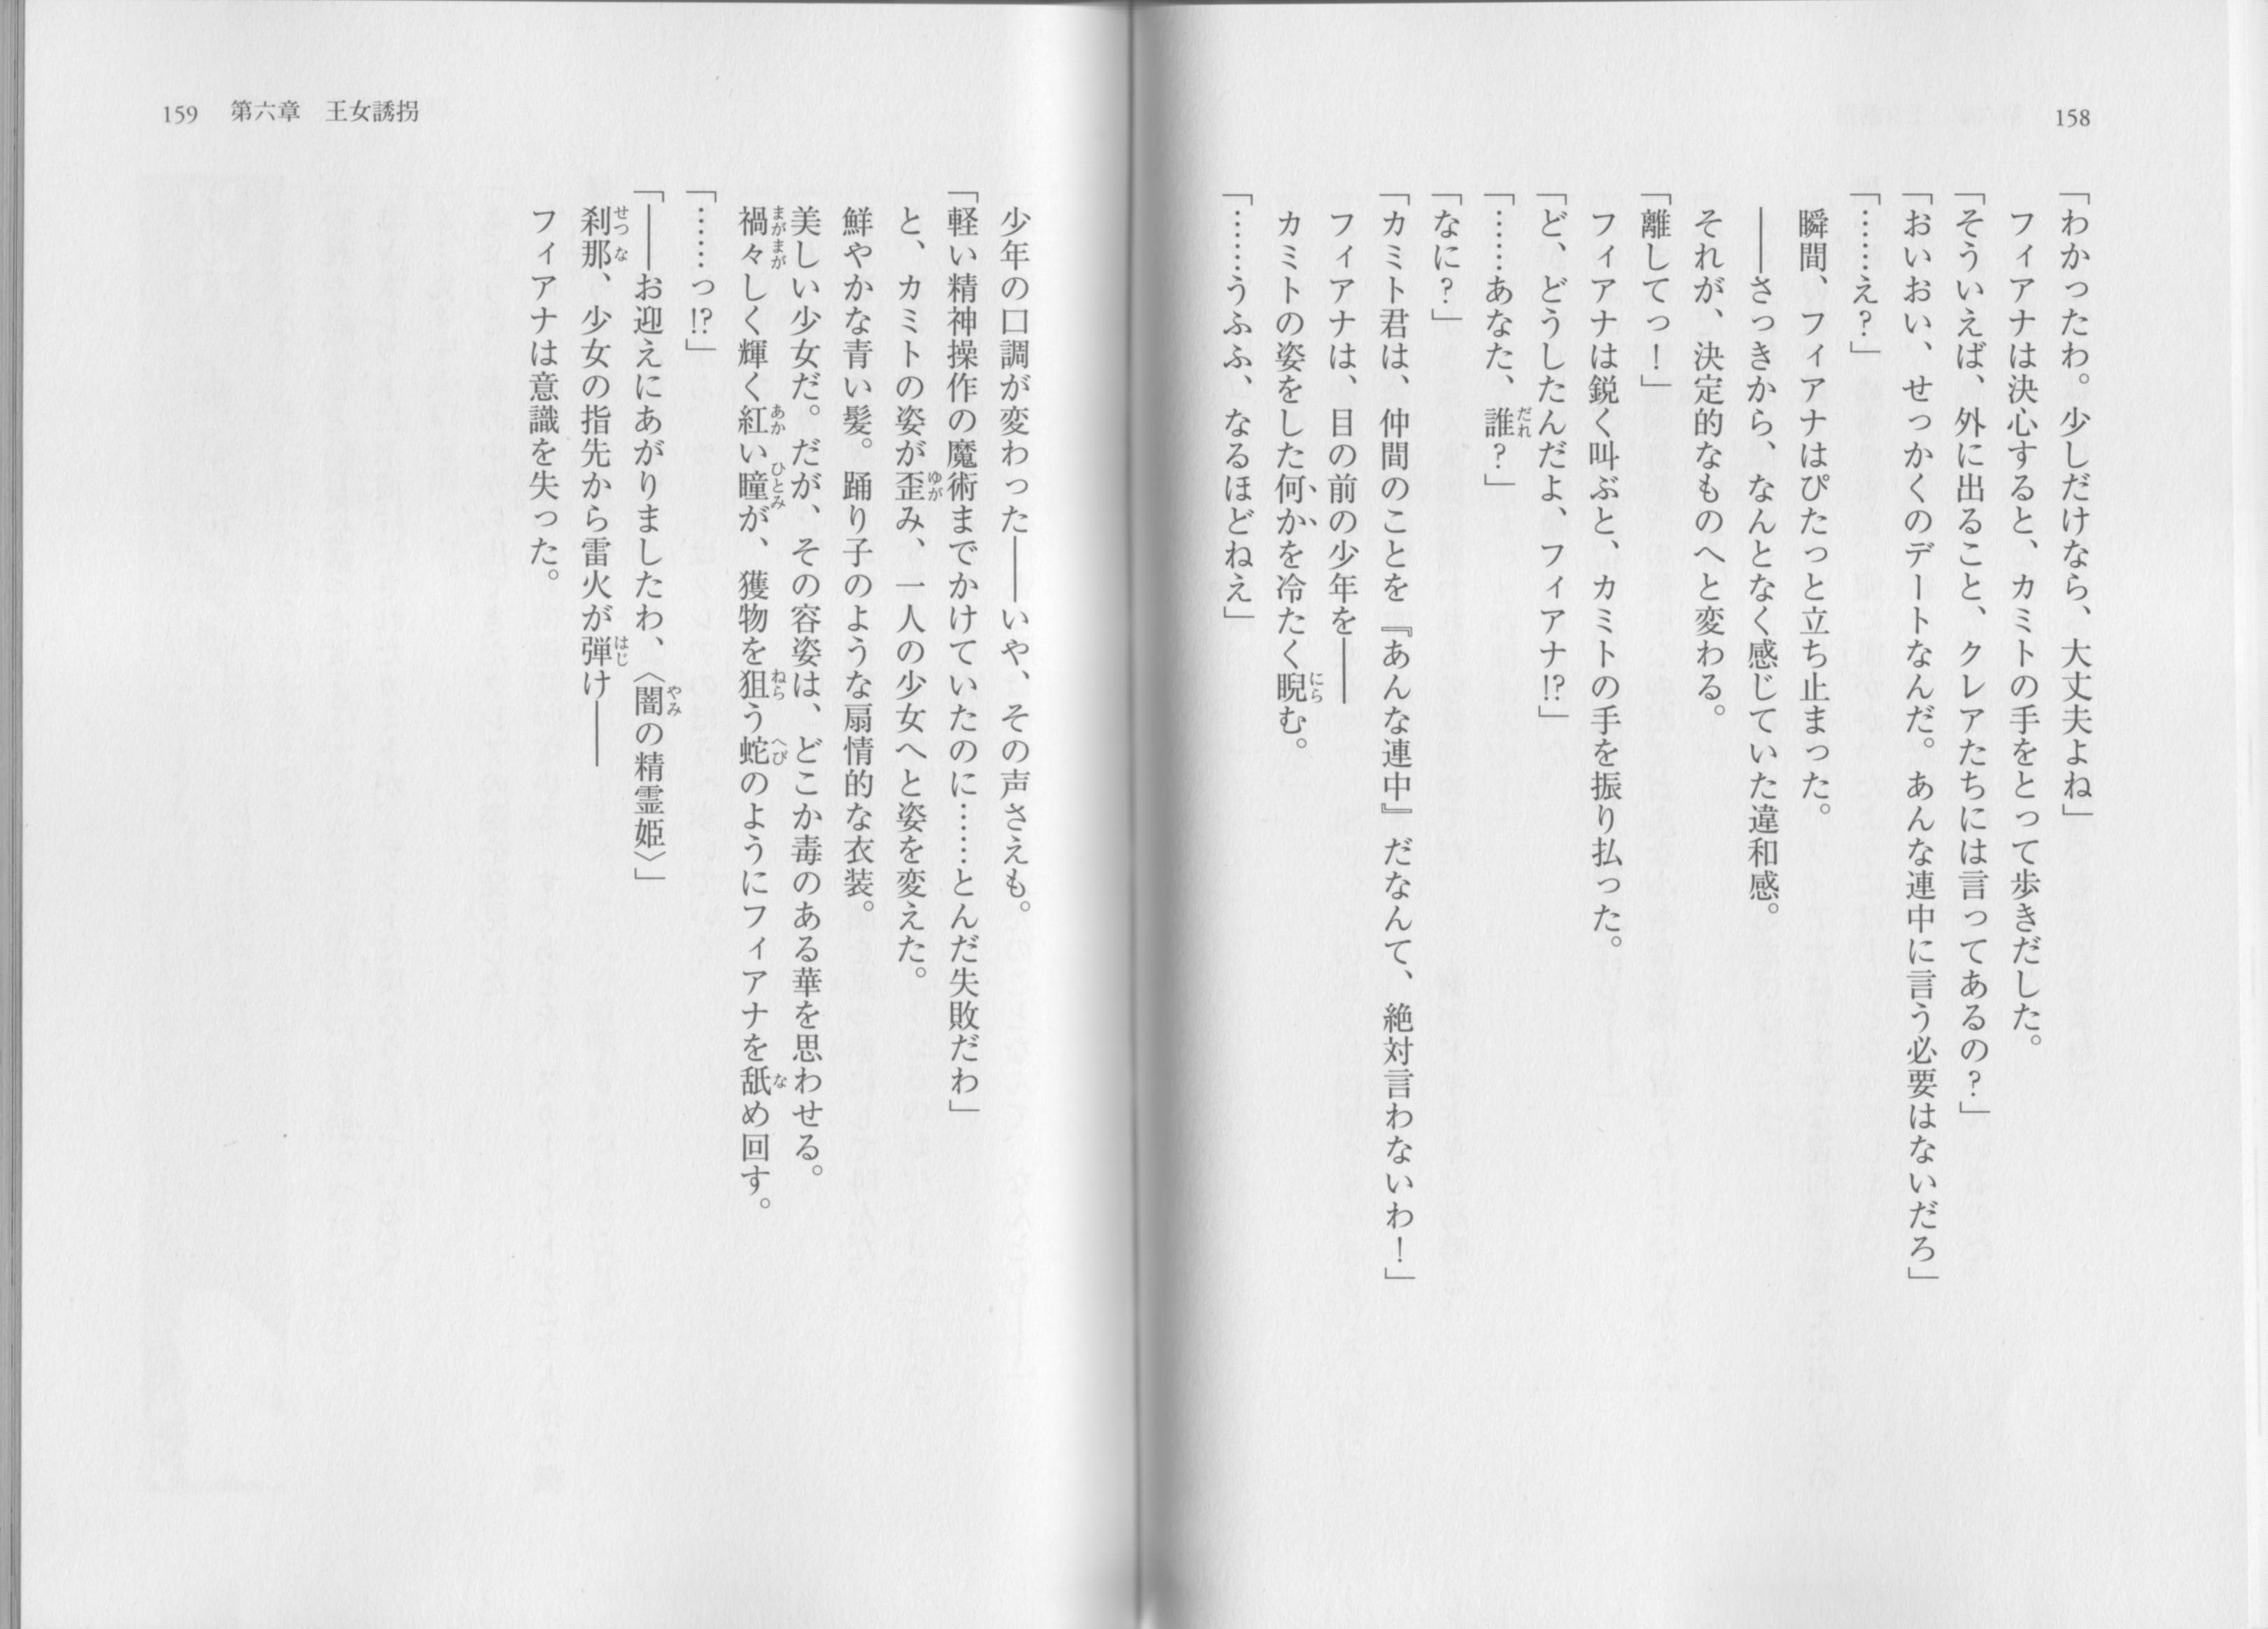 158
「わかったわ。少しだけなら、大丈夫よね」
フィアナは決心すると、カミトの手をとって歩きだした。
「そういえば、外に出ること、クレアたちには言ってあるの？」
「おいおい、せっかくのデートなんだ。あんな連中に言う必要はないだろ」
「……え？」
瞬間、フィアナはぴたっと立ち止まった。
――さっきから、なんとなく感じていた違和感。
それが、決定的なものへと変わる。
「離してっ！」
フィアナは鋭く叫ぶと、カミトの手を振り払った。
「ど、どうしたんだよ、フィアナ!?」
「……あなた、誰？」
「なに？」
「カミト君は、仲間のことを『あんな連中』だなんて、絶対言わないわ！」
フィアナは、目の前の少年を――
カミトの姿をした何かを冷たく睨む。
「……うふふ、なるほどねえ」
159 第六章 王女誘拐
少年の口調が変わった――いや、その声さえも。
「軽い精神操作の魔術までかけていたのに……とんだ失敗だわ」
と、カミトの姿が歪み、一人の少女へと姿を変えた。
鮮やかな青い髪。踊り子のような扇情的な衣装。
美しい少女だ。だが、その容姿は、どこか毒のある華を思わせる。
禍々しく輝く紅い瞳が、獲物を狙う蛇のようにフィアナを舐め回す。
「……っ!?」
「――お迎えにあがりましたわ、〈闇の精霊姫〉」
刹那、少女の指先から雷火が弾け――
フィアナは意識を失った。